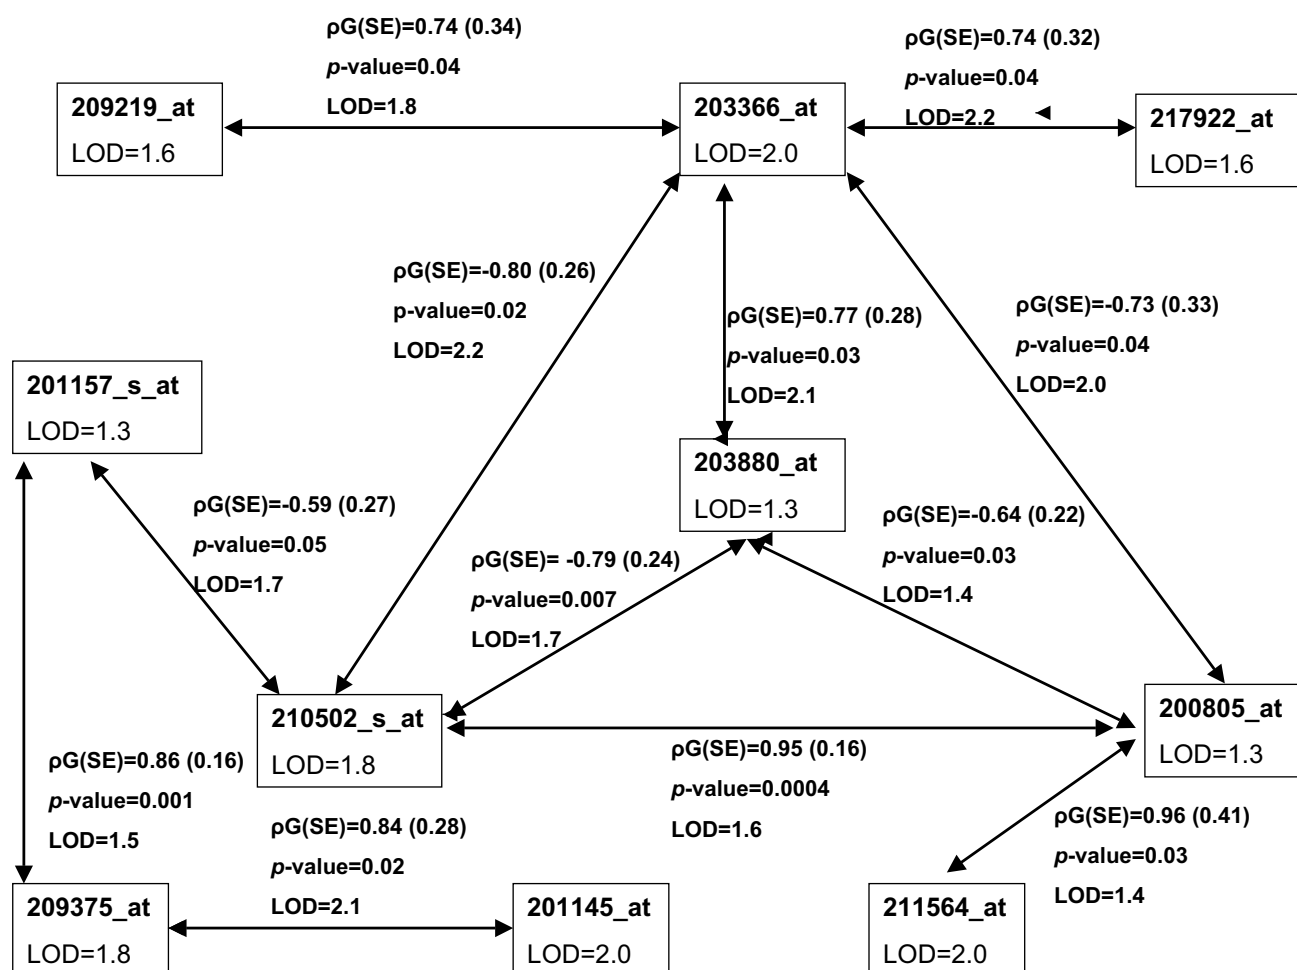 ρG(SE)=0.74 (0.34)
p-value=0.04
LOD=1.8
ρG(SE)=0.74 (0.32)
p-value=0.04
LOD=2.2
209219_at
LOD=1.6
203366_at
LOD=2.0
217922_at
LOD=1.6
ρG(SE)=-0.80 (0.26)
p-value=0.02
LOD=2.2
ρG(SE)=0.77 (0.28)
p-value=0.03
LOD=2.1
ρG(SE)=-0.73 (0.33)
p-value=0.04
LOD=2.0
201157_s_at
LOD=1.3
203880_at
LOD=1.3
ρG(SE)=-0.59 (0.27)
p-value=0.05
LOD=1.7
ρG(SE)= -0.79 (0.24)
p-value=0.007
LOD=1.7
ρG(SE)=-0.64 (0.22)
p-value=0.03
LOD=1.4
210502_s_at
LOD=1.8
200805_at
LOD=1.3
ρG(SE)=0.86 (0.16)
p-value=0.001
LOD=1.5
ρG(SE)=0.95 (0.16)
p-value=0.0004
LOD=1.6
ρG(SE)=0.84 (0.28)
p-value=0.02
LOD=2.1
ρG(SE)=0.96 (0.41)
p-value=0.03
LOD=1.4
209375_at
LOD=1.8
201145_at
LOD=2.0
211564_at
LOD=2.0